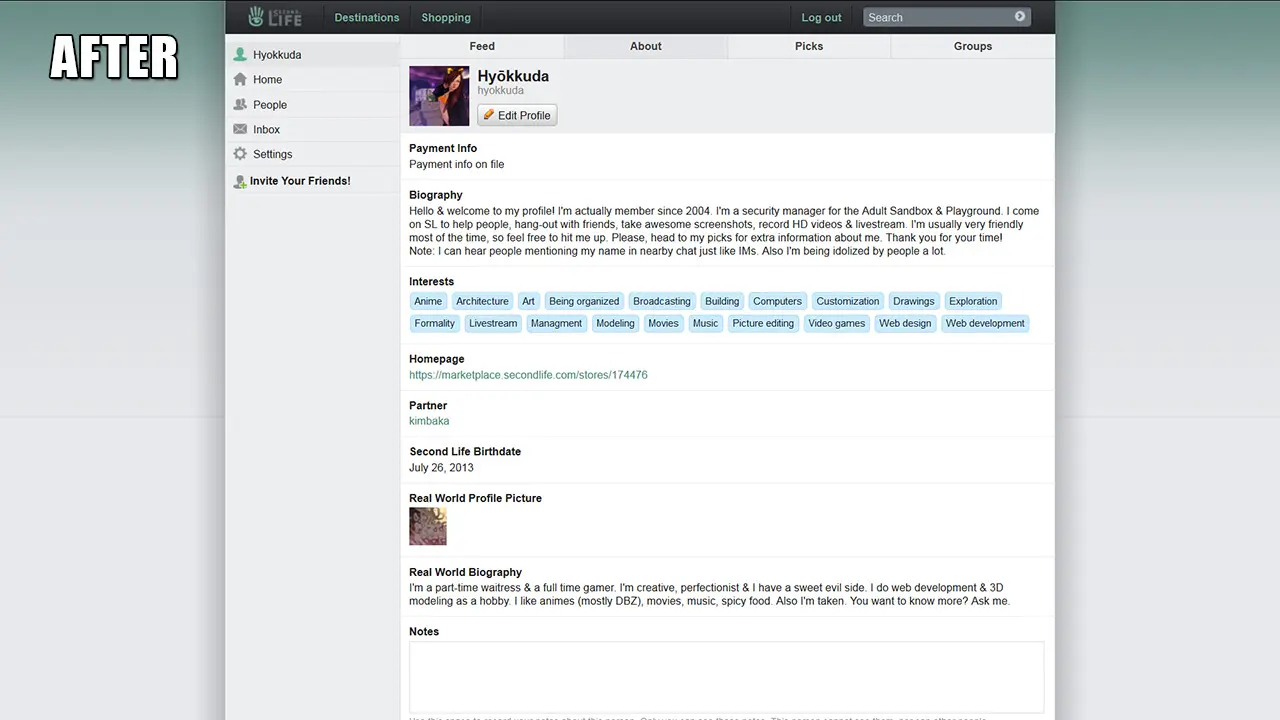 AFTER
SECOND LIFE
Destinations
Shopping
Log out
Search
Hyokkuda
Home
People
Inbox
Settings
Invite Your Friends!
Feed
About
Picks
Groups
Hyōkkuda
hyokkuda
Edit Profile
Payment Info
Payment info on file
Biography
Hello & welcome to my profile! I'm actually member since 2004. I'm a security manager for the Adult Sandbox & Playground. I come
on SL to help people, hang-out with friends, take awesome screenshots, record HD videos & livestream. I'm usually very friendly
most of the time, so feel free to hit me up. Please, head to my picks for extra information about me. Thank you for your time!
Note: I can hear people mentioning my name in nearby chat just like IMs. Also I'm being idolized by people a lot.
Interests
Anime Architecture Art Being organized Broadcasting Building Computers Customization Drawings Exploration
Formality Livestream Managment Modeling Movies Music Picture editing Video games Web design Web development
Homepage
https://marketplace.secondlife.com/stores/174476
Partner
kimbaka
Second Life Birthdate
July 26, 2013
Real World Profile Picture
Real World Biography
I'm a part-time waitress & a full time gamer. I'm creative, perfectionist & I have a sweet evil side. I do web development & 3D
modeling as a hobby. I like animes (mostly DBZ), movies, music, spicy food. Also I'm taken. You want to know more? Ask me.
Notes